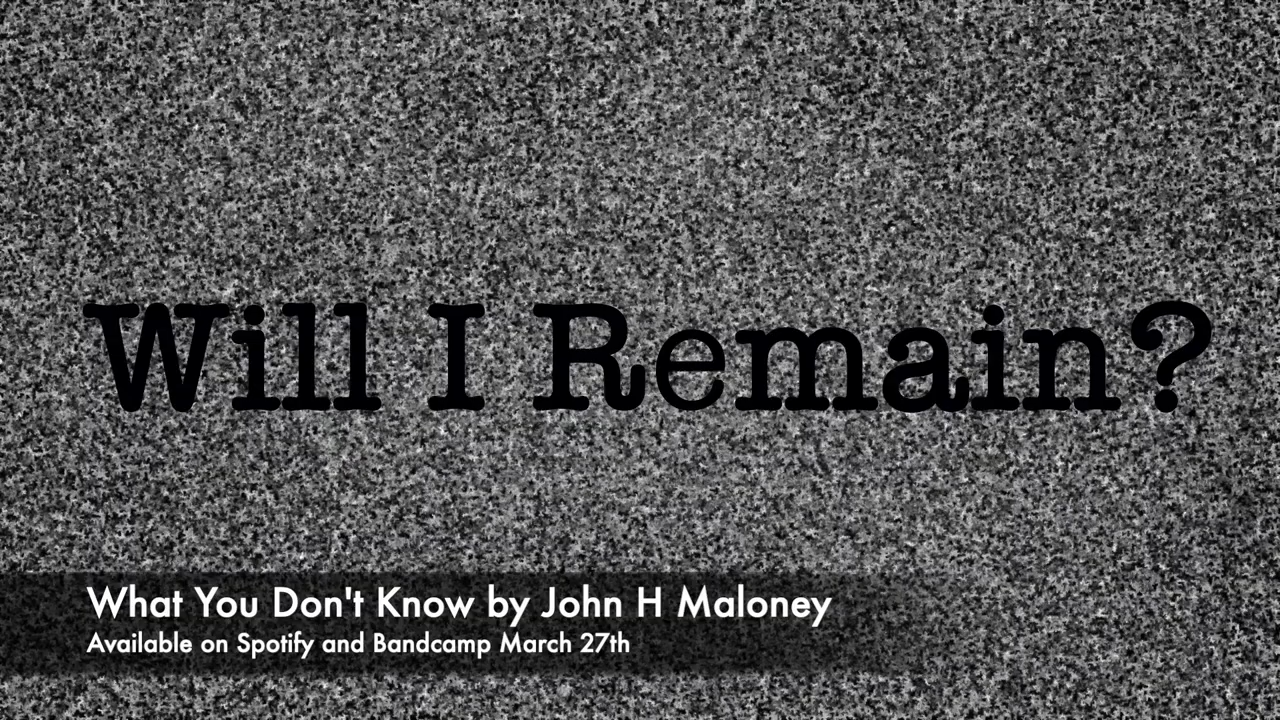 Will I Remain?
What You Don't Know by John H Maloney
Available on Spotify and Bandcamp March 27th